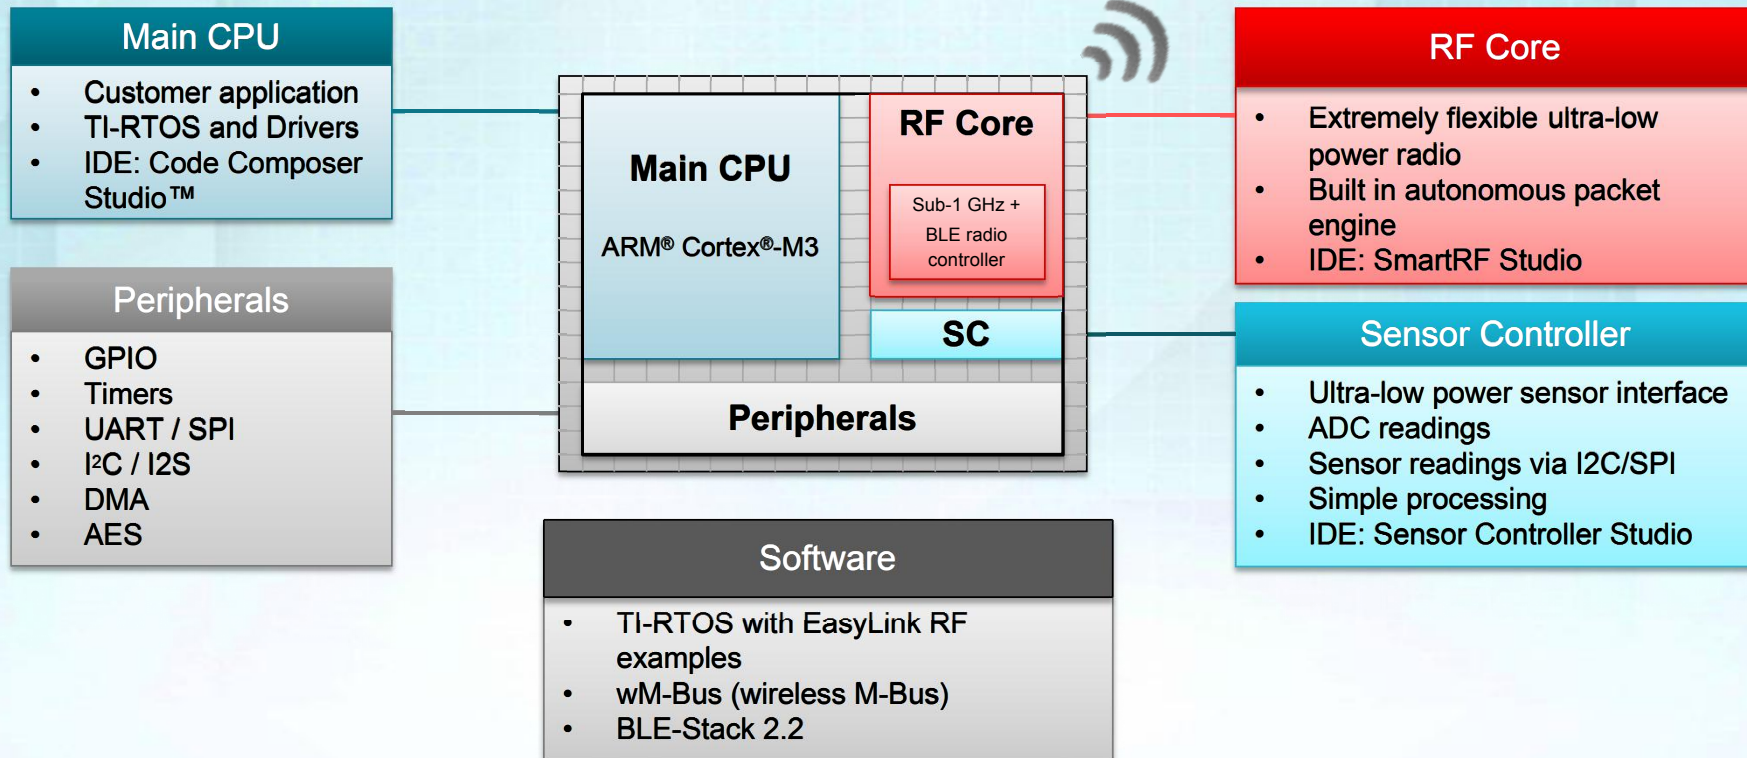 Main CPU
• Customer application
• TI-RTOS and Drivers
• IDE: Code Composer
Studio™
Peripherals
• GPIO
• Timers
• UART / SPI
• I²C / I2S
• DMA
• AES
Main CPU
ARM® Cortex®-M3
RF Core
Sub-1 GHz +
BLE radio
controller
SC
Peripherals
Software
• TI-RTOS with EasyLink RF
examples
• wM-Bus (wireless M-Bus)
• BLE-Stack 2.2
RF Core
• Extremely flexible ultra-low
power radio
• Built in autonomous packet
engine
• IDE: SmartRF Studio
Sensor Controller
• Ultra-low power sensor interface
• ADC readings
• Sensor readings via I2C/SPI
• Simple processing
• IDE: Sensor Controller Studio